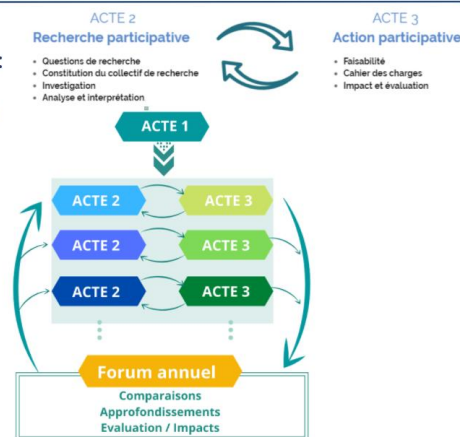 ACTE 2
Recherche participative
• Questions de recherche
• Constitution du collectif de recherche
• Investigation
• Analyse et interprétation
ACTE 3
Action participative
• Faisabilité
• Cahier des charges
• Impact et évaluation
ACTE 1
ACTE 2
ACTE 3
ACTE 2
ACTE 3
ACTE 2
ACTE 3
Forum annuel
Comparaisons
Approfondissements
Evaluation / Impacts